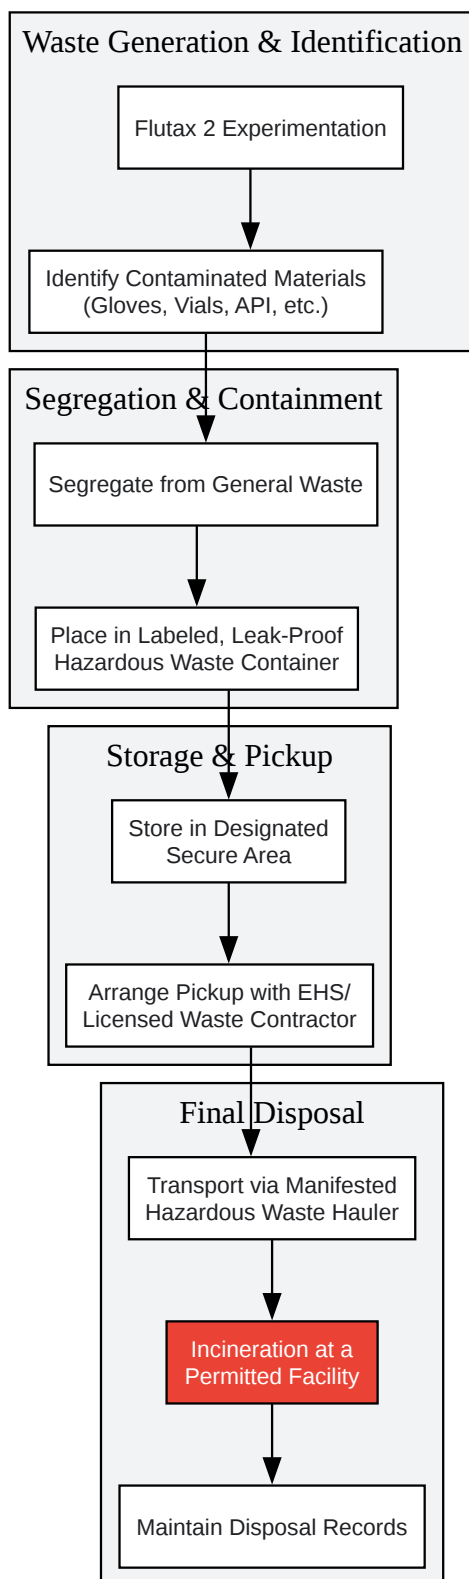 Waste Generation & Identification
Flutax 2 Experimentation
Identify Contaminated Materials
(Gloves, Vials, API, etc.)
Segregation & Containment
Segregate from General Waste
Place in Labeled, Leak-Proof
Hazardous Waste Container
Storage & Pickup
Store in Designated
Secure Area
Arrange Pickup with EHS/
Licensed Waste Contractor
Final Disposal
Transport via Manifested
Hazardous Waste Hauler
Incineration at a
Permitted Facility
Maintain Disposal Records